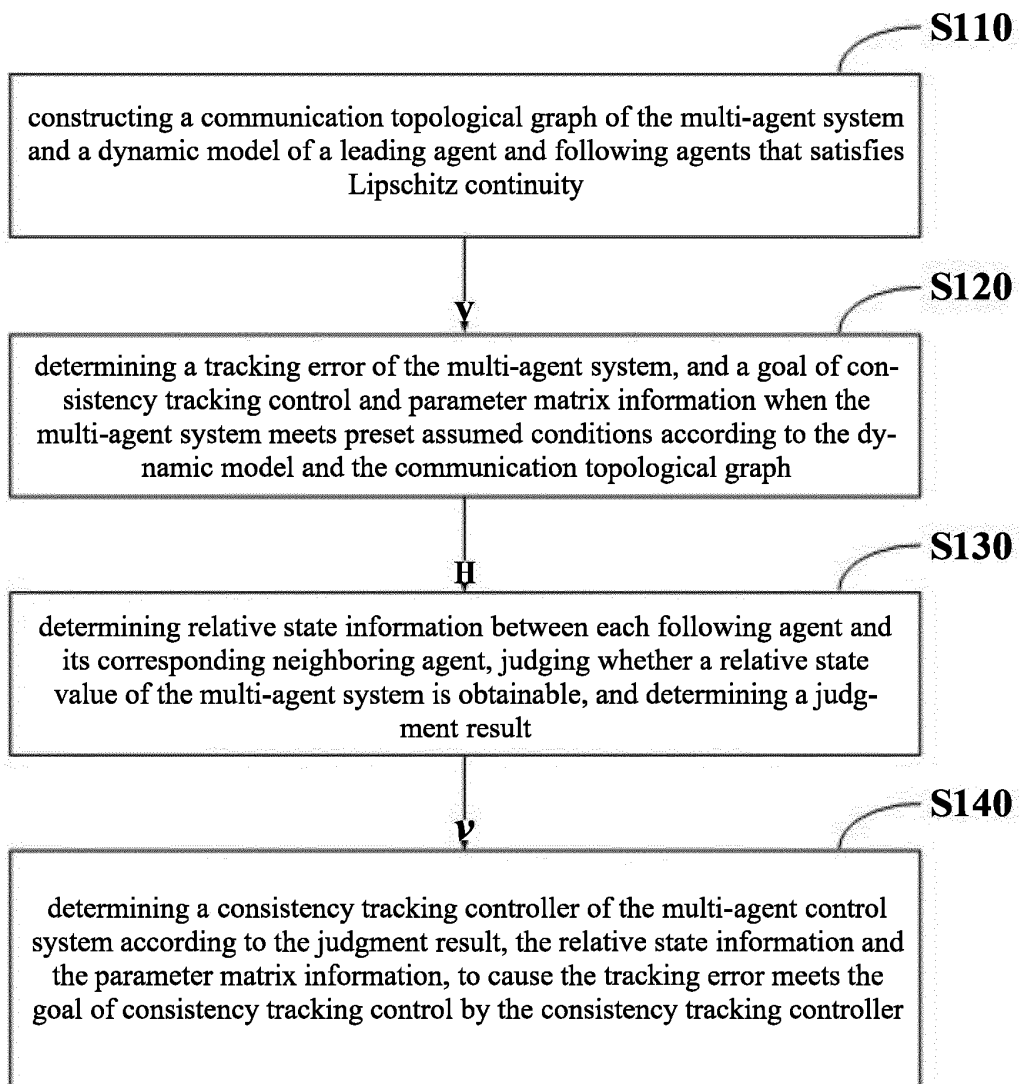 S110
constructing a communication topological graph of the multi-agent system
and a dynamic model of a leading agent and following agents that satisfies
Lipschitz continuity
V
S120
determining a tracking error of the multi-agent system, and a goal of con-
sistency tracking control and parameter matrix information when the
multi-agent system meets preset assumed conditions according to the dy-
namic model and the communication topological graph
H
S130
determining relative state information between each following agent and
its corresponding neighboring agent, judging whether a relative state
value of the multi-agent system is obtainable, and determining a judg-
ment result
v
S140
determining a consistency tracking controller of the multi-agent control
system according to the judgment result, the relative state information and
the parameter matrix information, to cause the tracking error meets the
goal of consistency tracking control by the consistency tracking controller